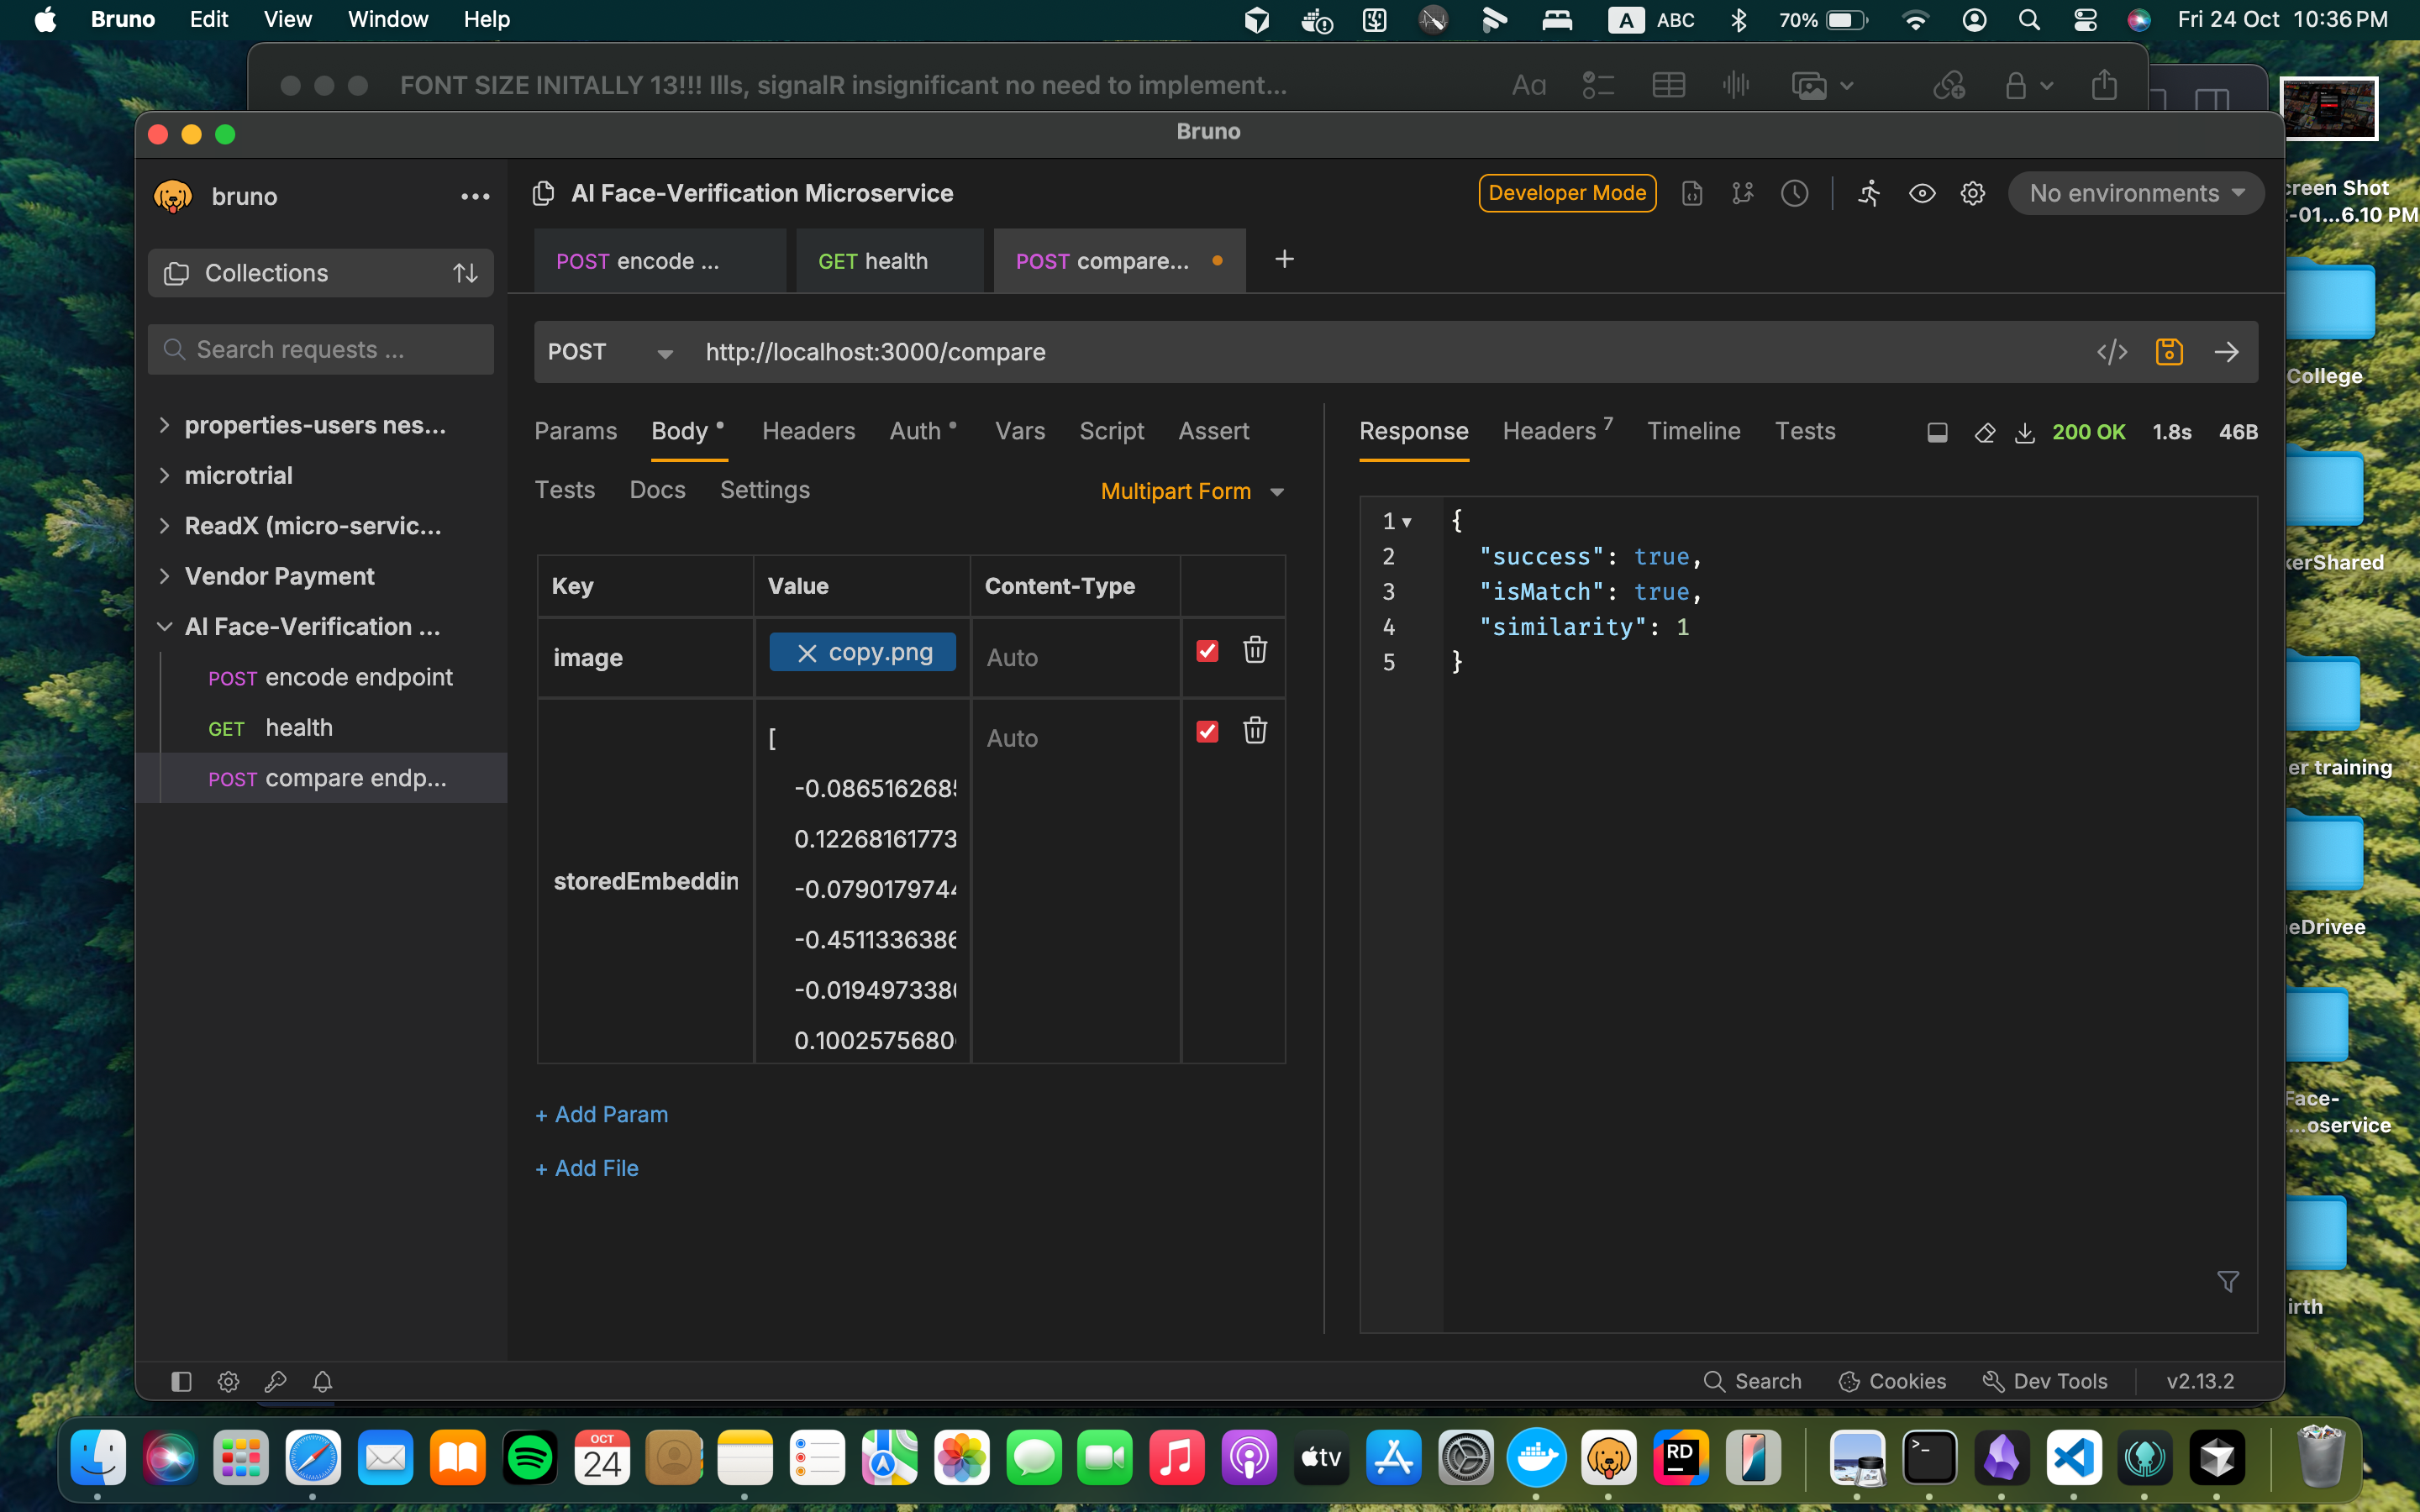 Bruno Edit View Window Help
A ABC 70% Fri 24 Oct 10:36 PM
FONT SIZE INITALLY 13!!! Ills, signalR insignificant no need to implement...
Aa
Bruno
bruno
AI Face-Verification Microservice
Developer Mode
No environments
Collections
POST encode ...
GET health
POST compare...
+
Search requests ...
POST http://localhost:3000/compare
properties-users nes...
microtrial
ReadX (micro-servic...
Vendor Payment
AI Face-Verification ...
POST encode endpoint
GET health
POST compare endp...
Params Body Headers Auth Vars Script Assert
Tests Docs Settings
Multipart Form
Key Value Content-Type
image copy.png Auto
storedEmbeddin
[
-0.086516268
0.12268161773
-0.079017974
-0.451133638
-0.019497338
0.1002575680
Auto
+ Add Param
+ Add File
Response Headers 7 Timeline Tests
200 OK 1.8s 46B
1 {
2 "success": true,
3 "isMatch": true,
4 "similarity": 1
5 }
Search Cookies Dev Tools v2.13.2
creen Shot
-01...6.10 PM
College
kerShared
er training
eDrivee
Face-
...oservice
irth
OCT
24
tv
RD